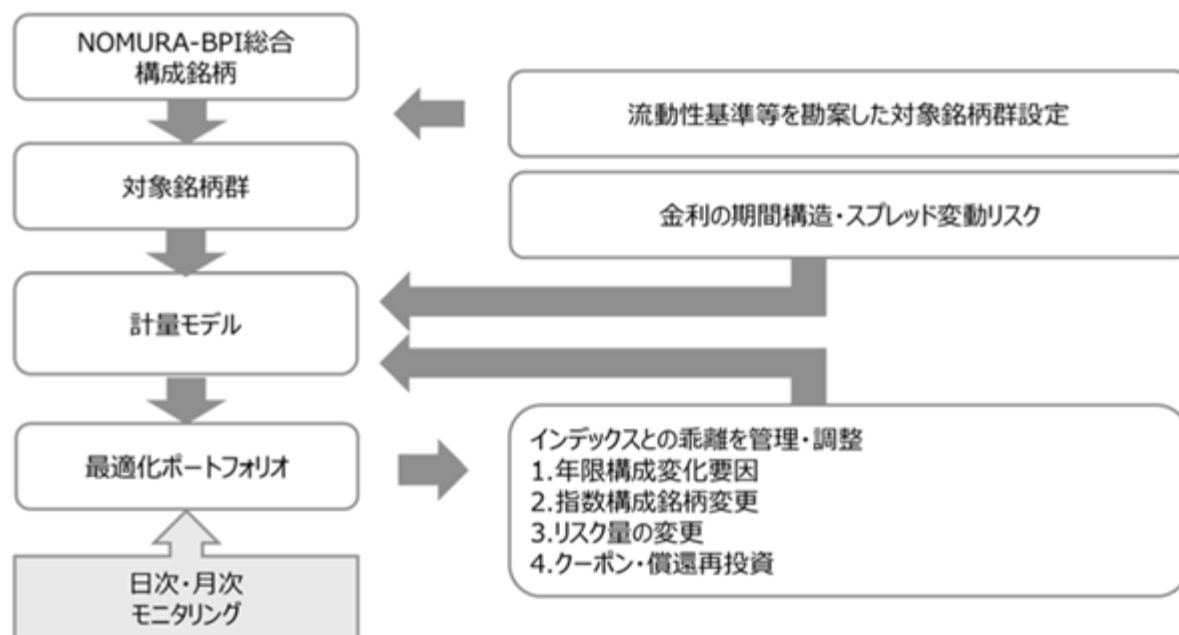 NOMURA-BPI総合
構成銘柄
流動性基準等を勘案した対象銘柄群設定
対象銘柄群
金利の期間構造・スプレッド変動リスク
計量モデル
最適化ポートフォリオ
インデックスとの乖離を管理・調整
1.年限構成変化要因
2.指数構成銘柄変更
3.リスク量の変更
4.クーポン・償還再投資
日次・月次
モニタリング